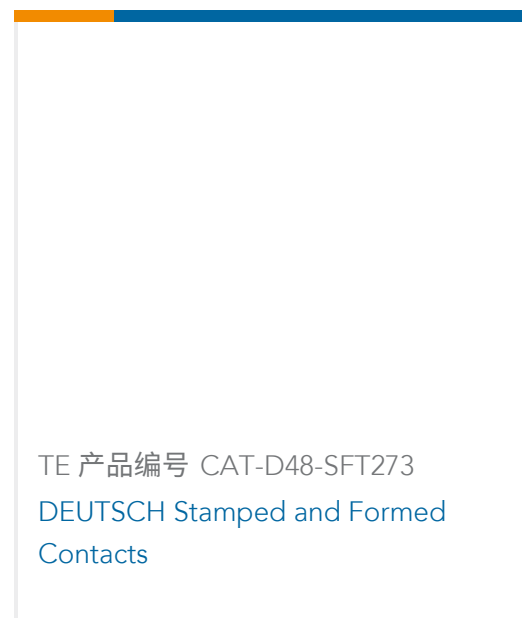 TE 产品编号 CAT-D48-SFT273
DEUTSCH Stamped and Formed
Contacts